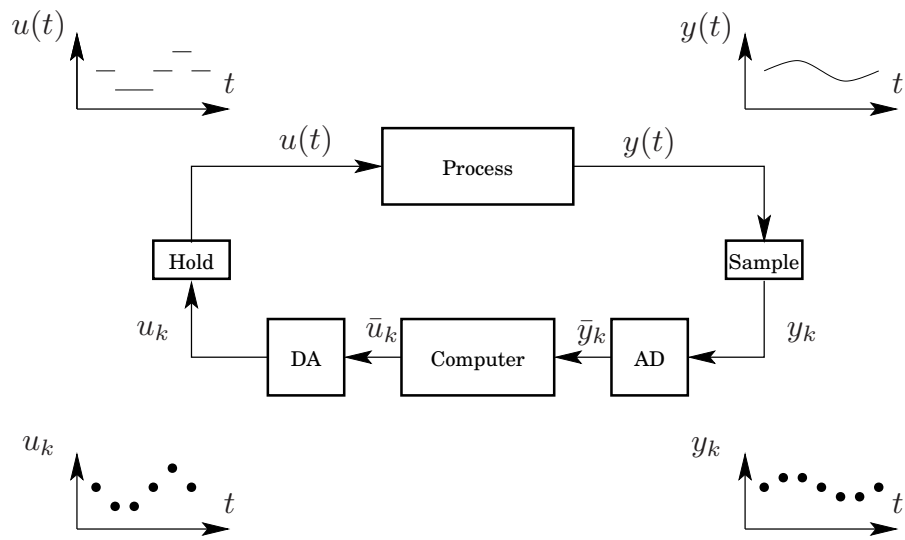 u(t)
t
y(t)
t
u(t)
Process
y(t)
Hold
Sample
u_k
DA
ū_k
Computer
ȳ_k
AD
y_k
u_k
t
y_k
t